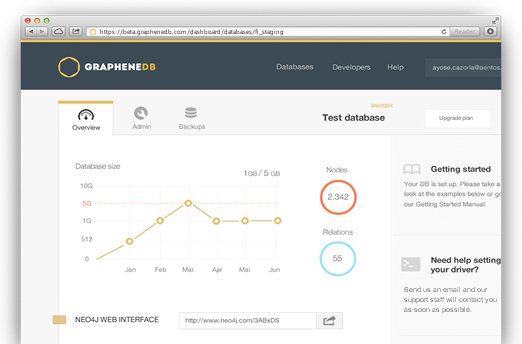 https://beta.graphenedb.com/dashboard/databases/fi_staging
Reader
GRAPHENEDB
Databases
Developers
Help
ayose.cazorla@sentos.
Overview
Admin
Backups
SANDBOX
Test database
Upgrade plan
Database size
1GB / 5 GB
10G
5G
1G
512
0
Jan
Feb
Mar
Apr
Mai
Jun
Nodes
2.342
Relations
55
Getting started
Your DB is set up. Please take a
look at the examples below or go
our Getting Started Manual.
Need help setting
your driver?
Send us an email and our
support staff will contact you
as soon as possible.
NEO4J WEB INTERFACE
http://www.neo4j.com/3ABxDS